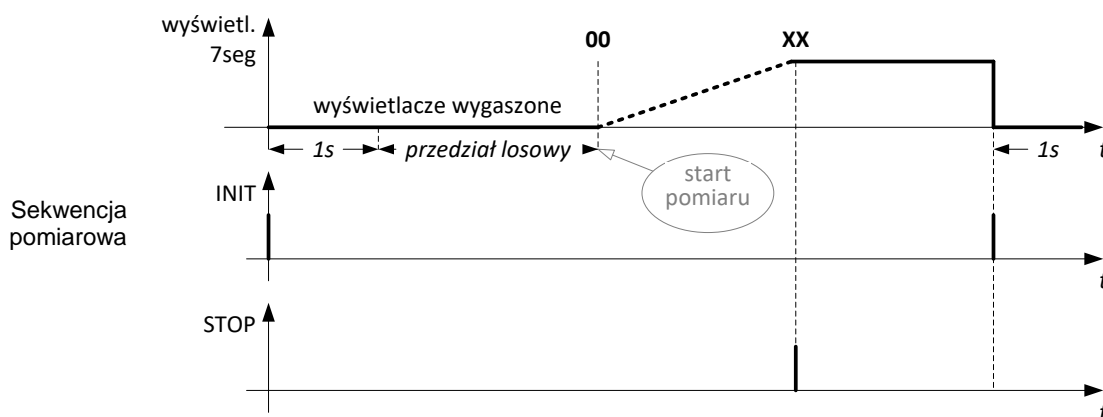 wyświetl.
7seg
00
XX
wyświetlacze wygaszone
1s
przedział losowy
1s
t
start
pomiaru
INIT
Sekwencja
pomiarowa
t
STOP
t